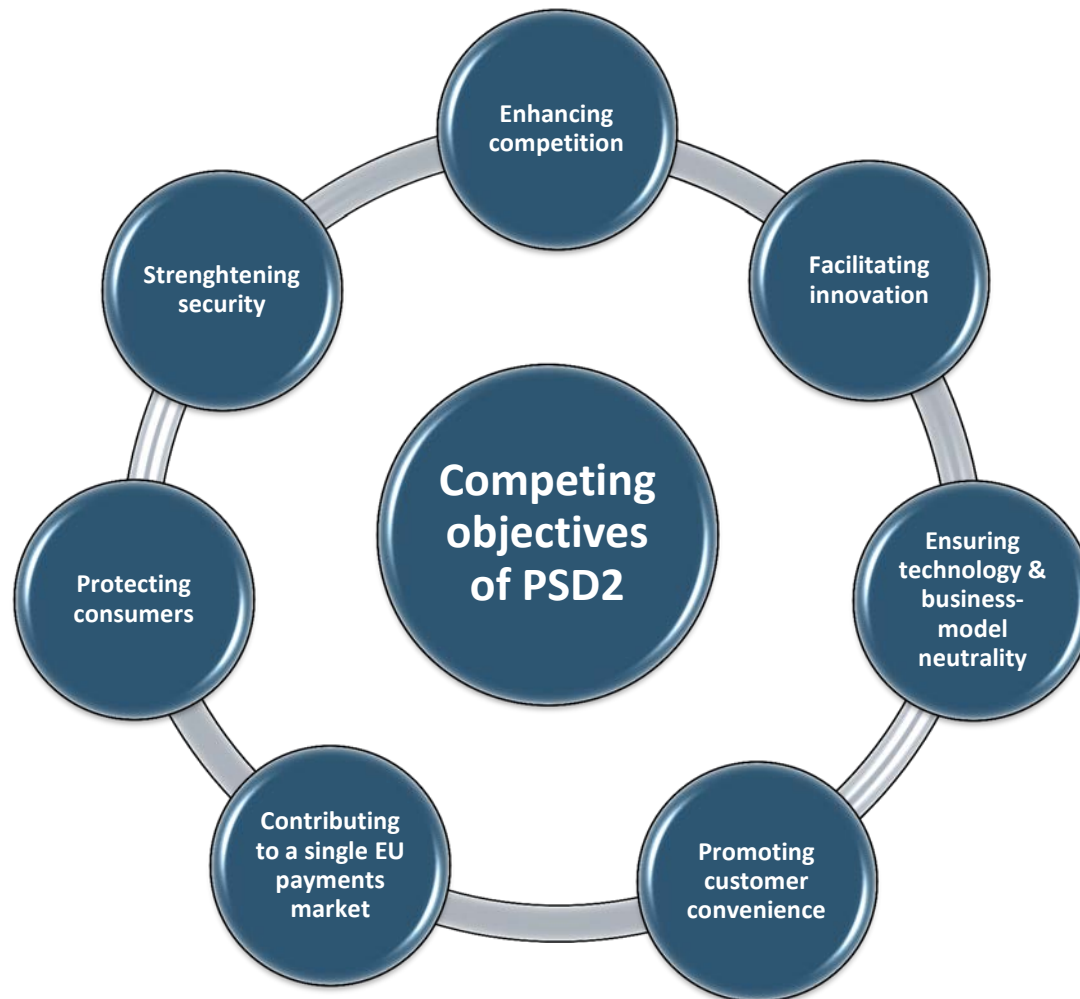 Enhancing
competition
Facilitating
innovation
Ensuring
technology &
business-
model
neutrality
Promoting
customer
convenience
Contributing
to a single EU
payments
market
Protecting
consumers
Strenghtening
security
Competing
objectives
of PSD2